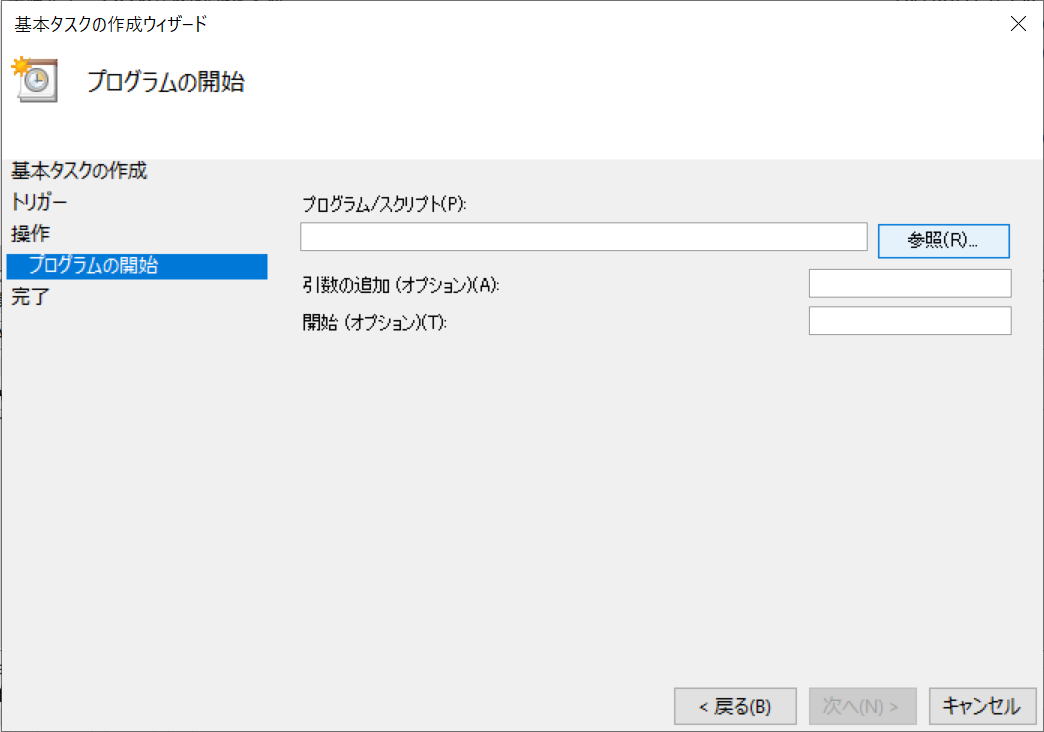 基本タスクの作成ウィザード
プログラムの開始
基本タスクの作成
トリガー
操作
プログラムの開始
完了
プログラム/スクリプト(P):
参照(R)...
引数の追加 (オプション)(A):
開始 (オプション)(T):
< 戻る(B)
次へ(N) >
キャンセル